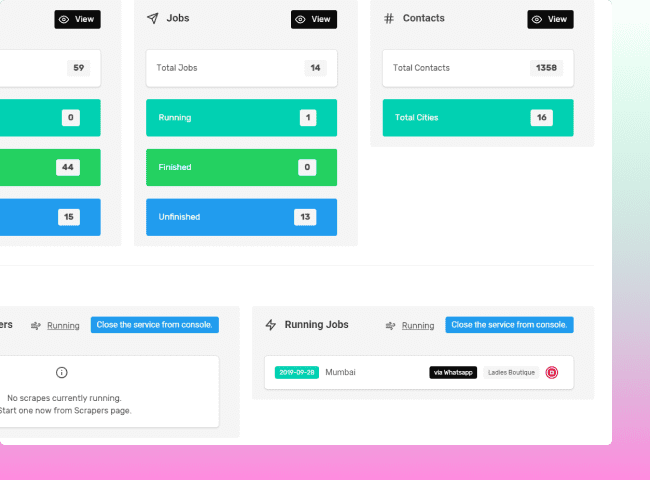 View
59
0
44
15
Jobs
View
Total Jobs
14
Running
1
Finished
0
Unfinished
13
Contacts
View
Total Contacts
1358
Total Cities
16
ers
Running
Close the service from console.
No scrapes currently running.
Start one now from Scrapers page.
Running Jobs
Running
Close the service from console.
2019-09-28
Mumbai
via Whatsapp
Ladies Boutique